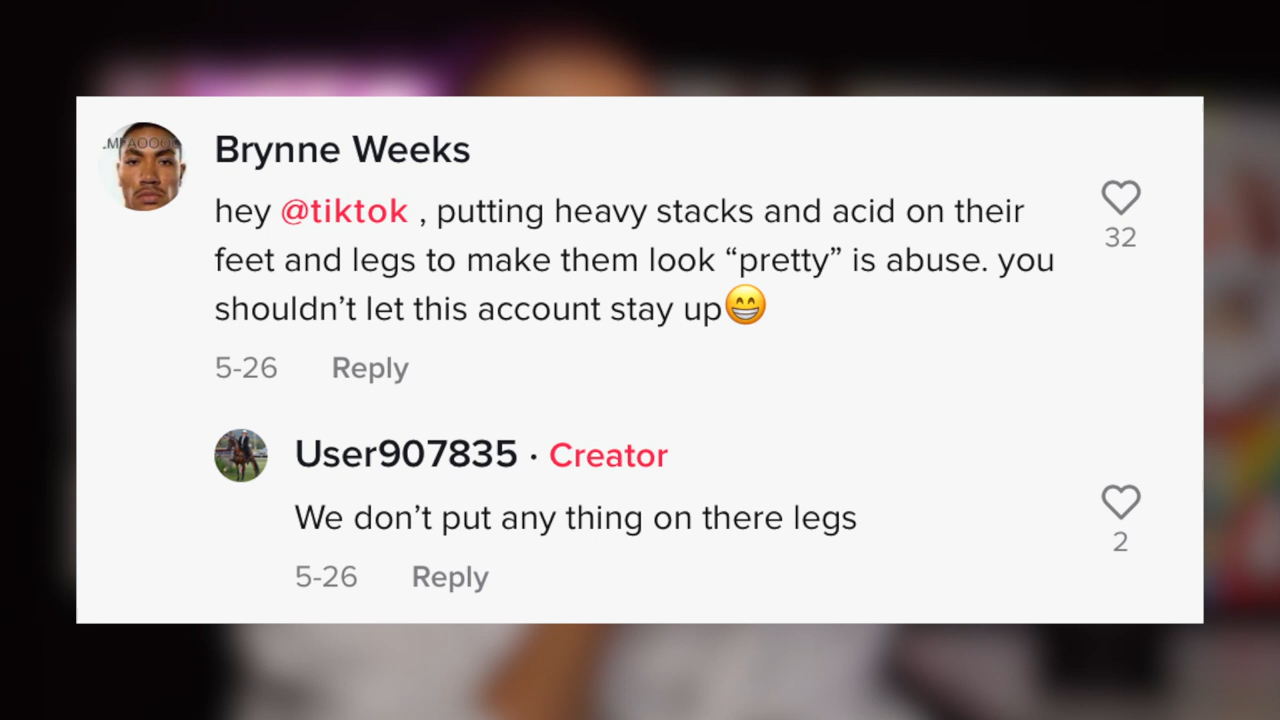 Brynne Weeks
hey @tiktok , putting heavy stacks and acid on their
feet and legs to make them look “pretty” is abuse. you
shouldn’t let this account stay up😁
32
5-26 Reply
User907835 · Creator
We don’t put any thing on there legs
2
5-26 Reply